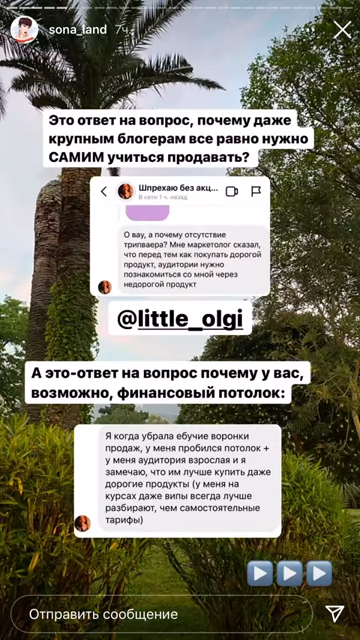 sona_land 7ч.
Это ответ на вопрос, почему даже
крупным блогерам все равно нужно
САМИМ учиться продавать?
Шпрехаю без акц...
В сети 1 ч. назад
О вау, а почему отсутствие
трипваера? Мне маркетолог сказал,
что перед тем как покупать дорогой
продукт, аудитории нужно
познакомиться со мной через
недорогой продукт
@little_olgi
А это-ответ на вопрос почему у вас,
возможно, финансовый потолок:
Я когда убрала ебучие воронки
продаж, у меня пробился потолок +
у меня аудитория взрослая и я
замечаю, что им лучше купить даже
дорогие продукты (у меня на
курсах даже випы всегда лучше
разбирают, чем самостоятельные
тарифы)
Отправить сообщение